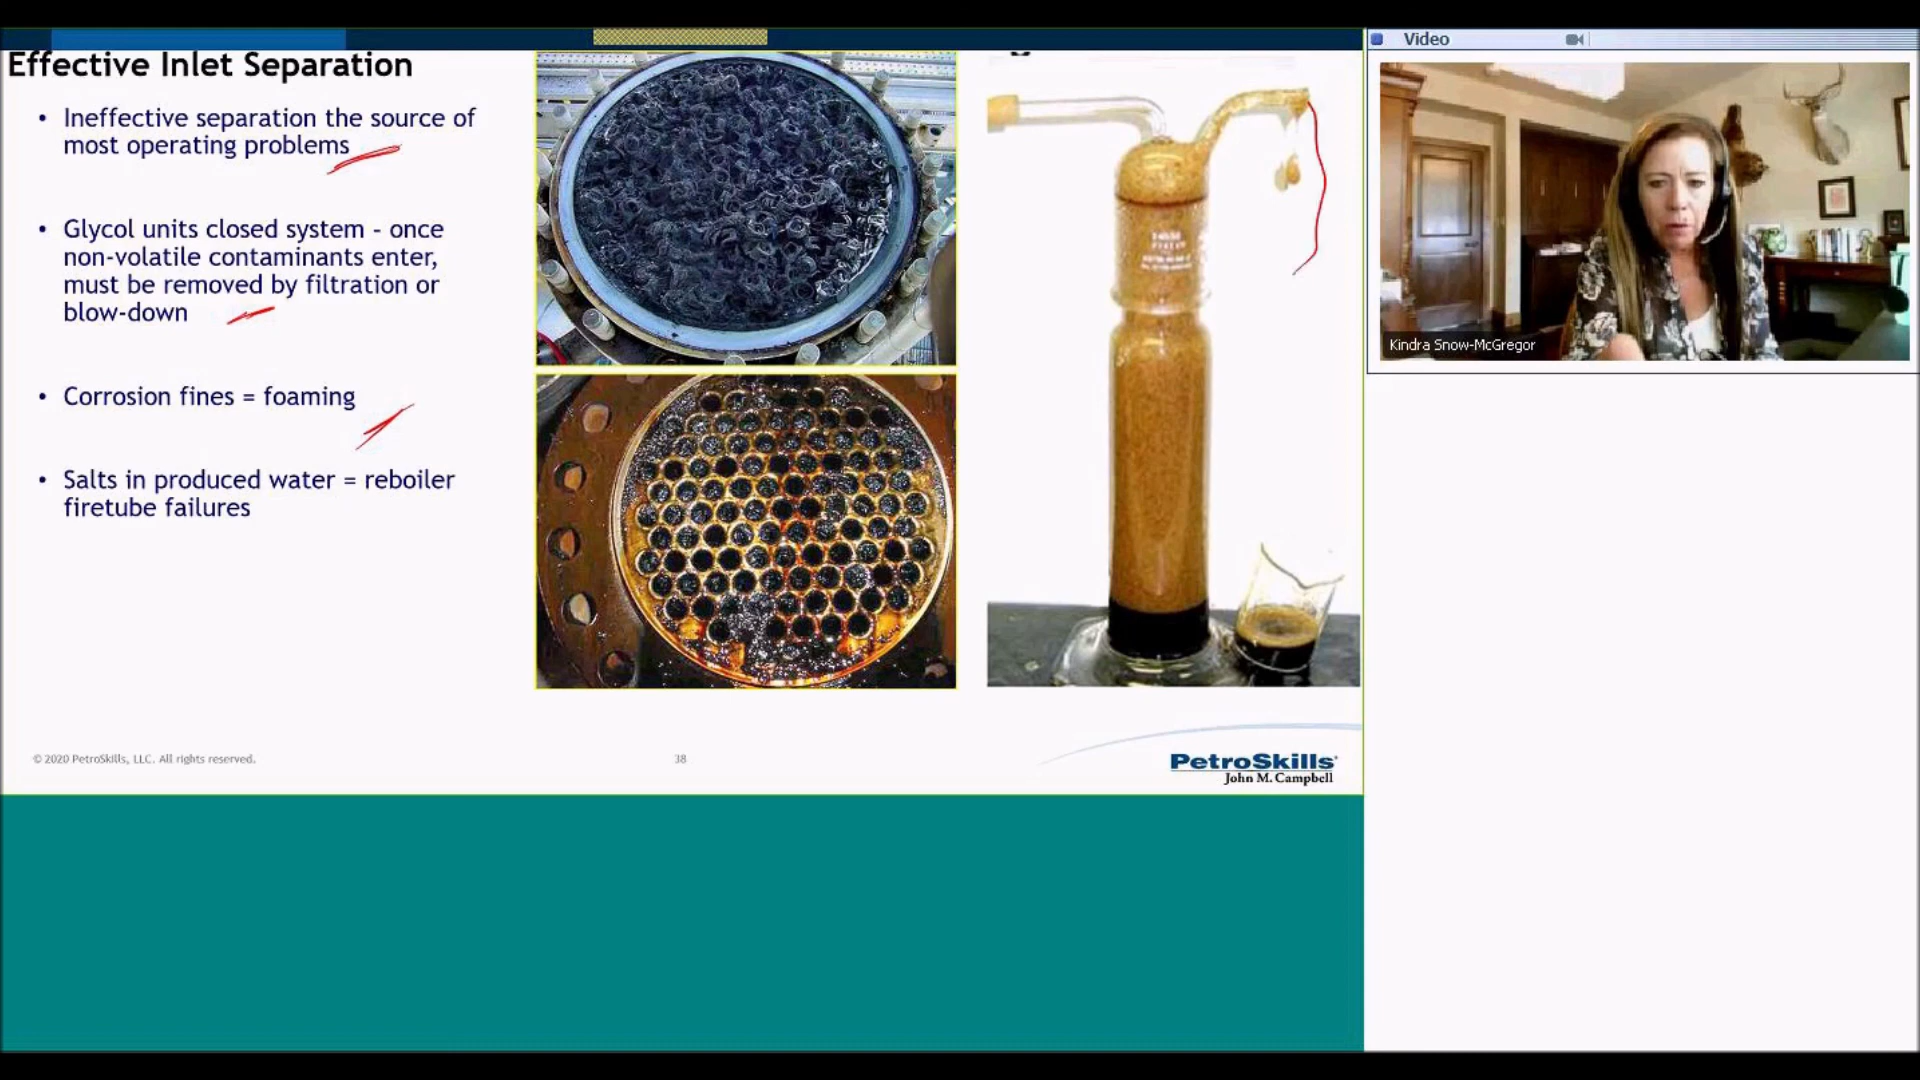 Effective Inlet Separation
• Ineffective separation the source of
most operating problems
• Glycol units closed system - once
non-volatile contaminants enter,
must be removed by filtration or
blow-down
• Corrosion fines = foaming
• Salts in produced water = reboiler
firetube failures
© 2020 PetroSkills, LLC. All rights reserved.
38
PetroSkills
John M. Campbell
Video
Kindra Snow-McGregor